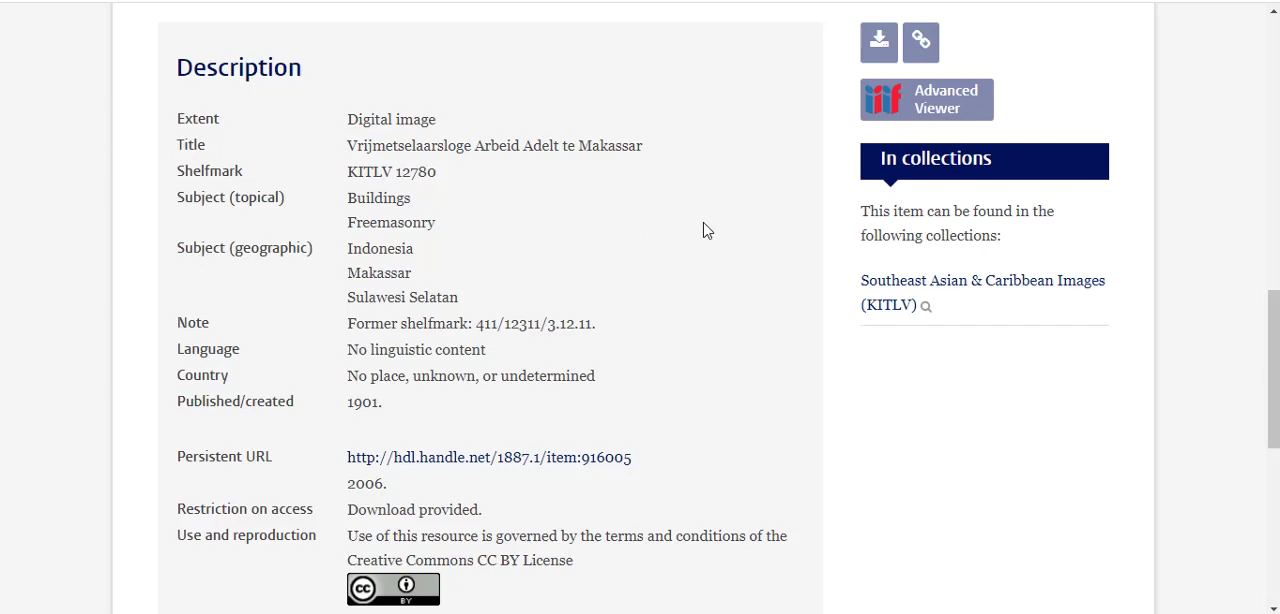 Description
Extent Digital image
Title Vrijmetselaarsloge Arbeid Adelt te Makassar
Shelfmark KITLV 12780
Subject (topical) Buildings
Freemasonry
Subject (geographic) Indonesia
Makassar
Sulawesi Selatan
Note Former shelfmark: 411/12311/3.12.11.
Language No linguistic content
Country No place, unknown, or undetermined
Published/created 1901.
Persistent URL http://hdl.handle.net/1887.1/item:916005
2006.
Restriction on access Download provided.
Use and reproduction Use of this resource is governed by the terms and conditions of the
Creative Commons CC BY License
cc BY
iiif Advanced
Viewer
In collections
This item can be found in the
following collections:
Southeast Asian & Caribbean Images
(KITLV)